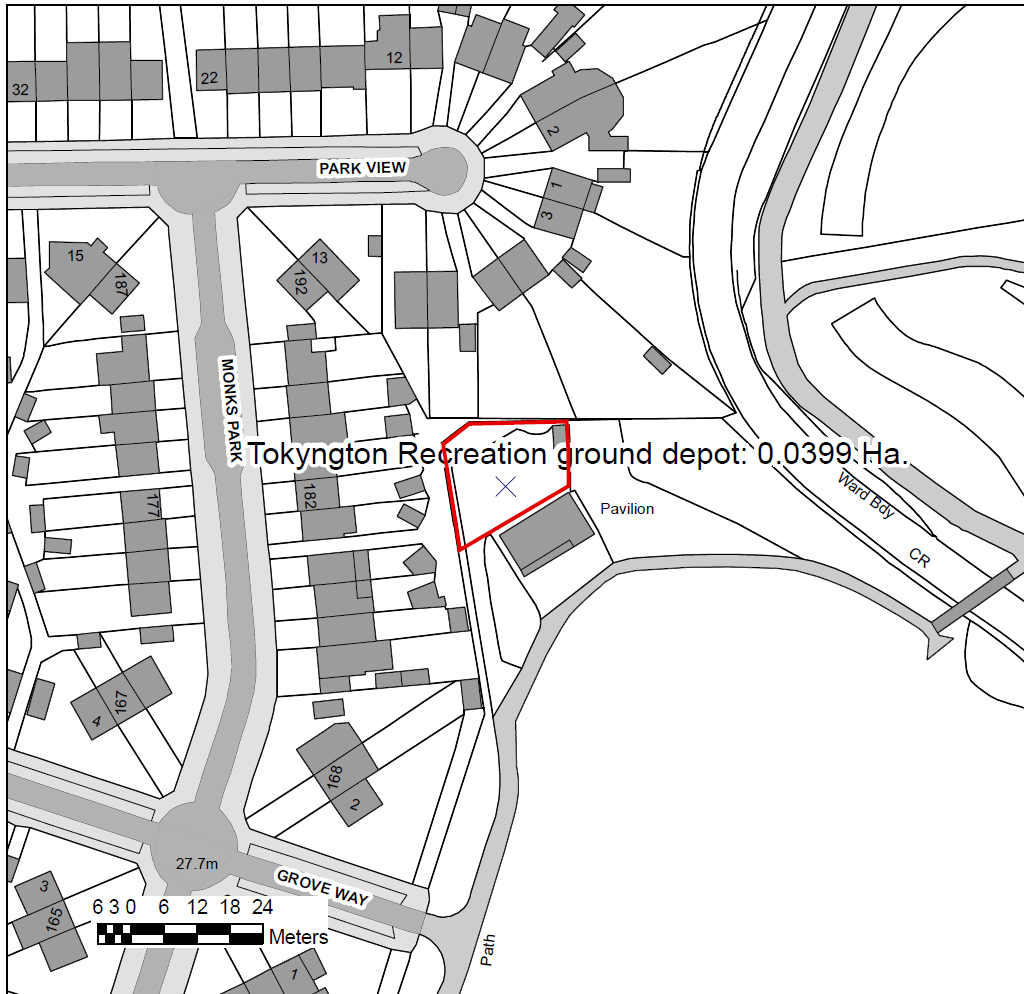 12
22
32
2
PARK VIEW
1
3
15
13
187
192
MONKS PARK
Tokyngton Recreation ground depot: 0.0399 Ha.
177
182
Ward Bdy
Pavilion
CR
167
4
168
2
27.7m
GROVE WAY
3
165
6 3 0 6 12 18 24
Meters
Path
1